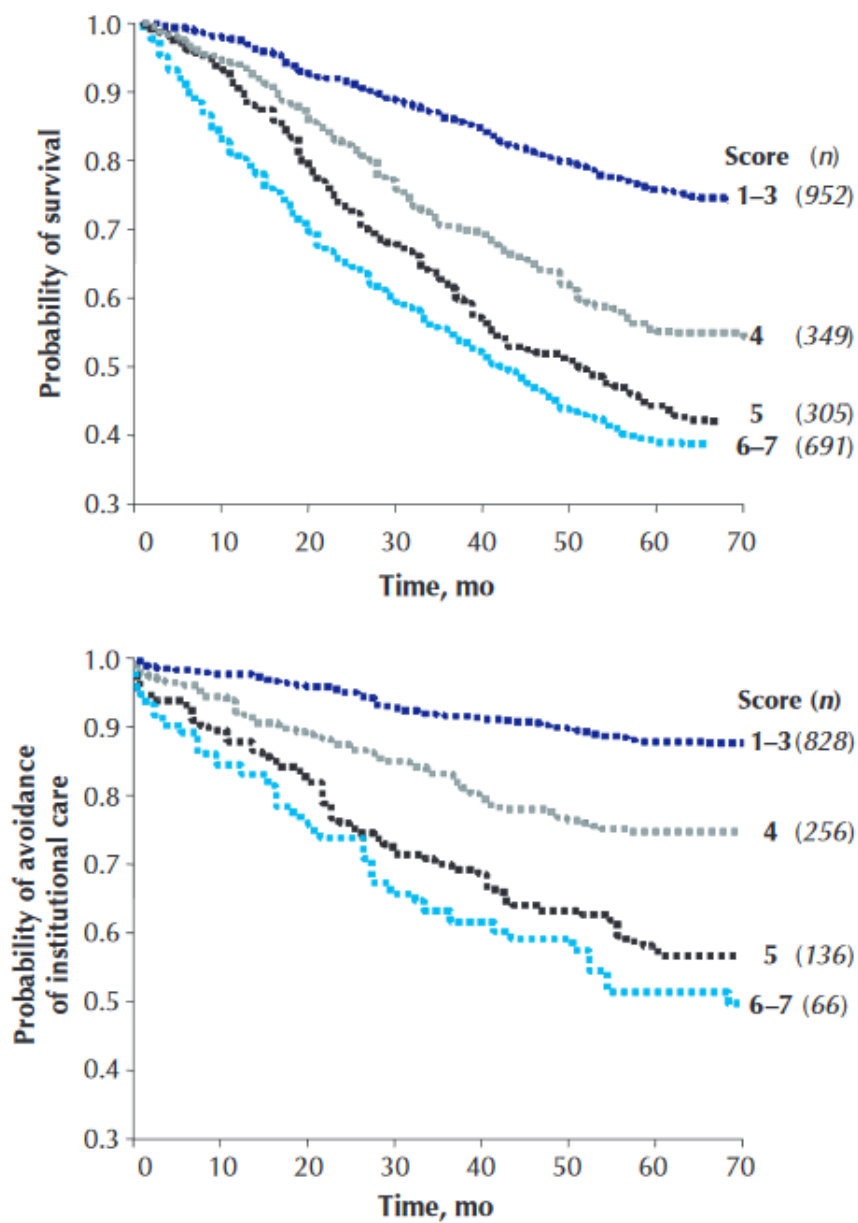 1.0
0.9
0.8
0.7
0.6
0.5
0.4
0.3
Probability of survival
Score (n)
1–3 (952)
4 (349)
5 (305)
6–7 (691)
0 10 20 30 40 50 60 70
Time, mo
1.0
0.9
0.8
0.7
0.6
0.5
0.4
0.3
Probability of avoidance
of institutional care
Score (n)
1–3 (828)
4 (256)
5 (136)
6–7 (66)
0 10 20 30 40 50 60 70
Time, mo